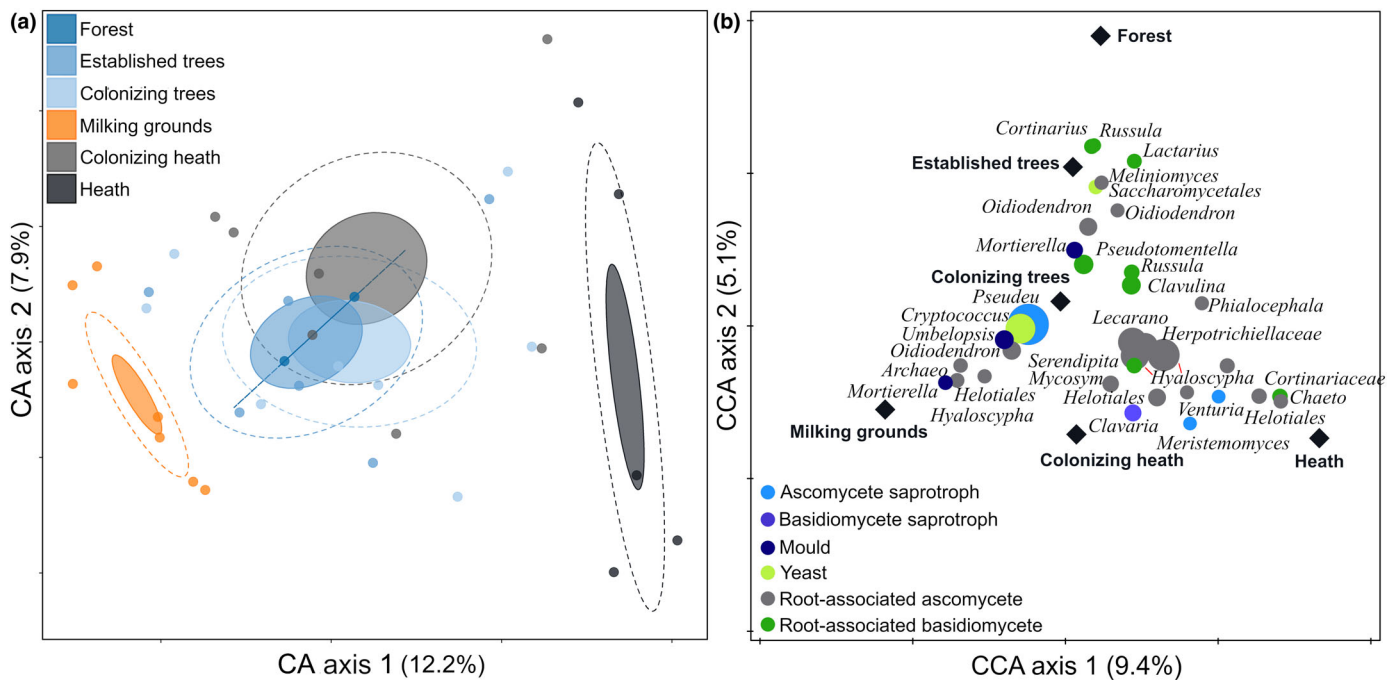 (a)
Forest
Established trees
Colonizing trees
Milking grounds
Colonizing heath
Heath
CA axis 2 (7.9%)
CA axis 1 (12.2%)
(b)
Forest
Cortinarius Russula
Lactarius
Established trees
Meliniomyces
Saccharomycetales
Oidiodendron
Oidiodendron
Mortierella
Pseudotomentella
Russula
Colonizing trees
Clavulina
Pseudeu
Phialocephala
Cryptococcus
Lecarano
Umbelopsis
Herpotrichiellaceae
Oidiodendron
Serendipita
Archaeo
Mycosym
Hyaloscypha
Cortinariaceae
Mortierella
Helotiales
Helotiales
Chaeto
Venturia
Hyaloscypha
Helotiales
Milking grounds
Clavaria
Meristemomyces
Colonizing heath
Heath
Ascomycete saprotroph
Basidiomycete saprotroph
Mould
Yeast
Root-associated ascomycete
Root-associated basidiomycete
CCA axis 2 (5.1%)
CCA axis 1 (9.4%)